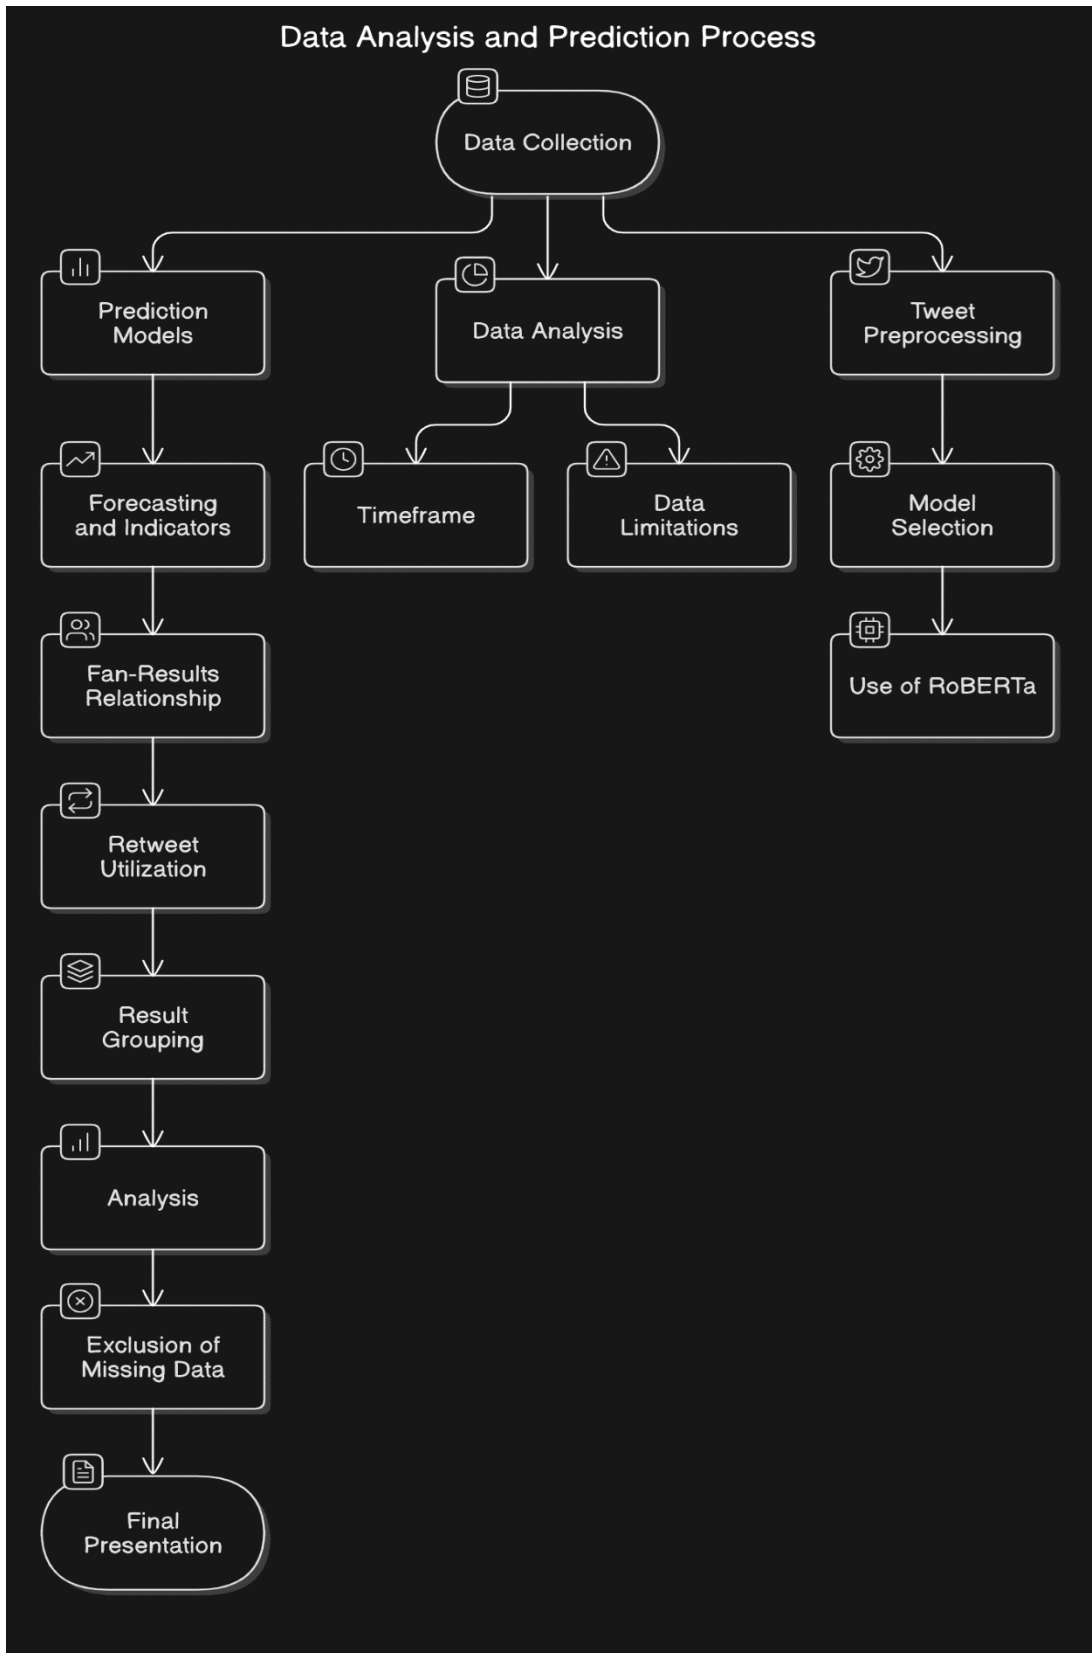 Data Analysis and Prediction Process
Data Collection
Prediction
Models
Data Analysis
Tweet
Preprocessing
Forecasting
and Indicators
Timeframe
Data
Limitations
Model
Selection
Fan-Results
Relationship
Use of RoBERTa
Retweet
Utilization
Result
Grouping
Analysis
Exclusion of
Missing Data
Final
Presentation